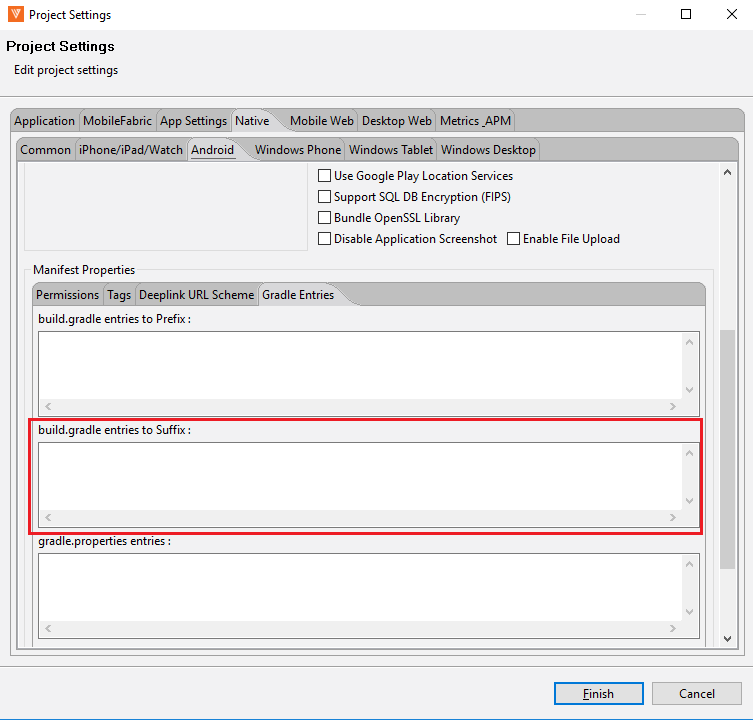 Project Settings
Project Settings
Edit project settings
Application MobileFabric App Settings Native Mobile Web Desktop Web Metrics_APM
Common iPhone/iPad/Watch Android Windows Phone Windows Tablet Windows Desktop
Use Google Play Location Services
Support SQL DB Encryption (FIPS)
Bundle OpenSSL Library
Disable Application Screenshot Enable File Upload
Manifest Properties
Permissions Tags Deeplink URL Scheme Gradle Entries
build.gradle entries to Prefix :
build.gradle entries to Suffix :
gradle.properties entries :
Finish Cancel